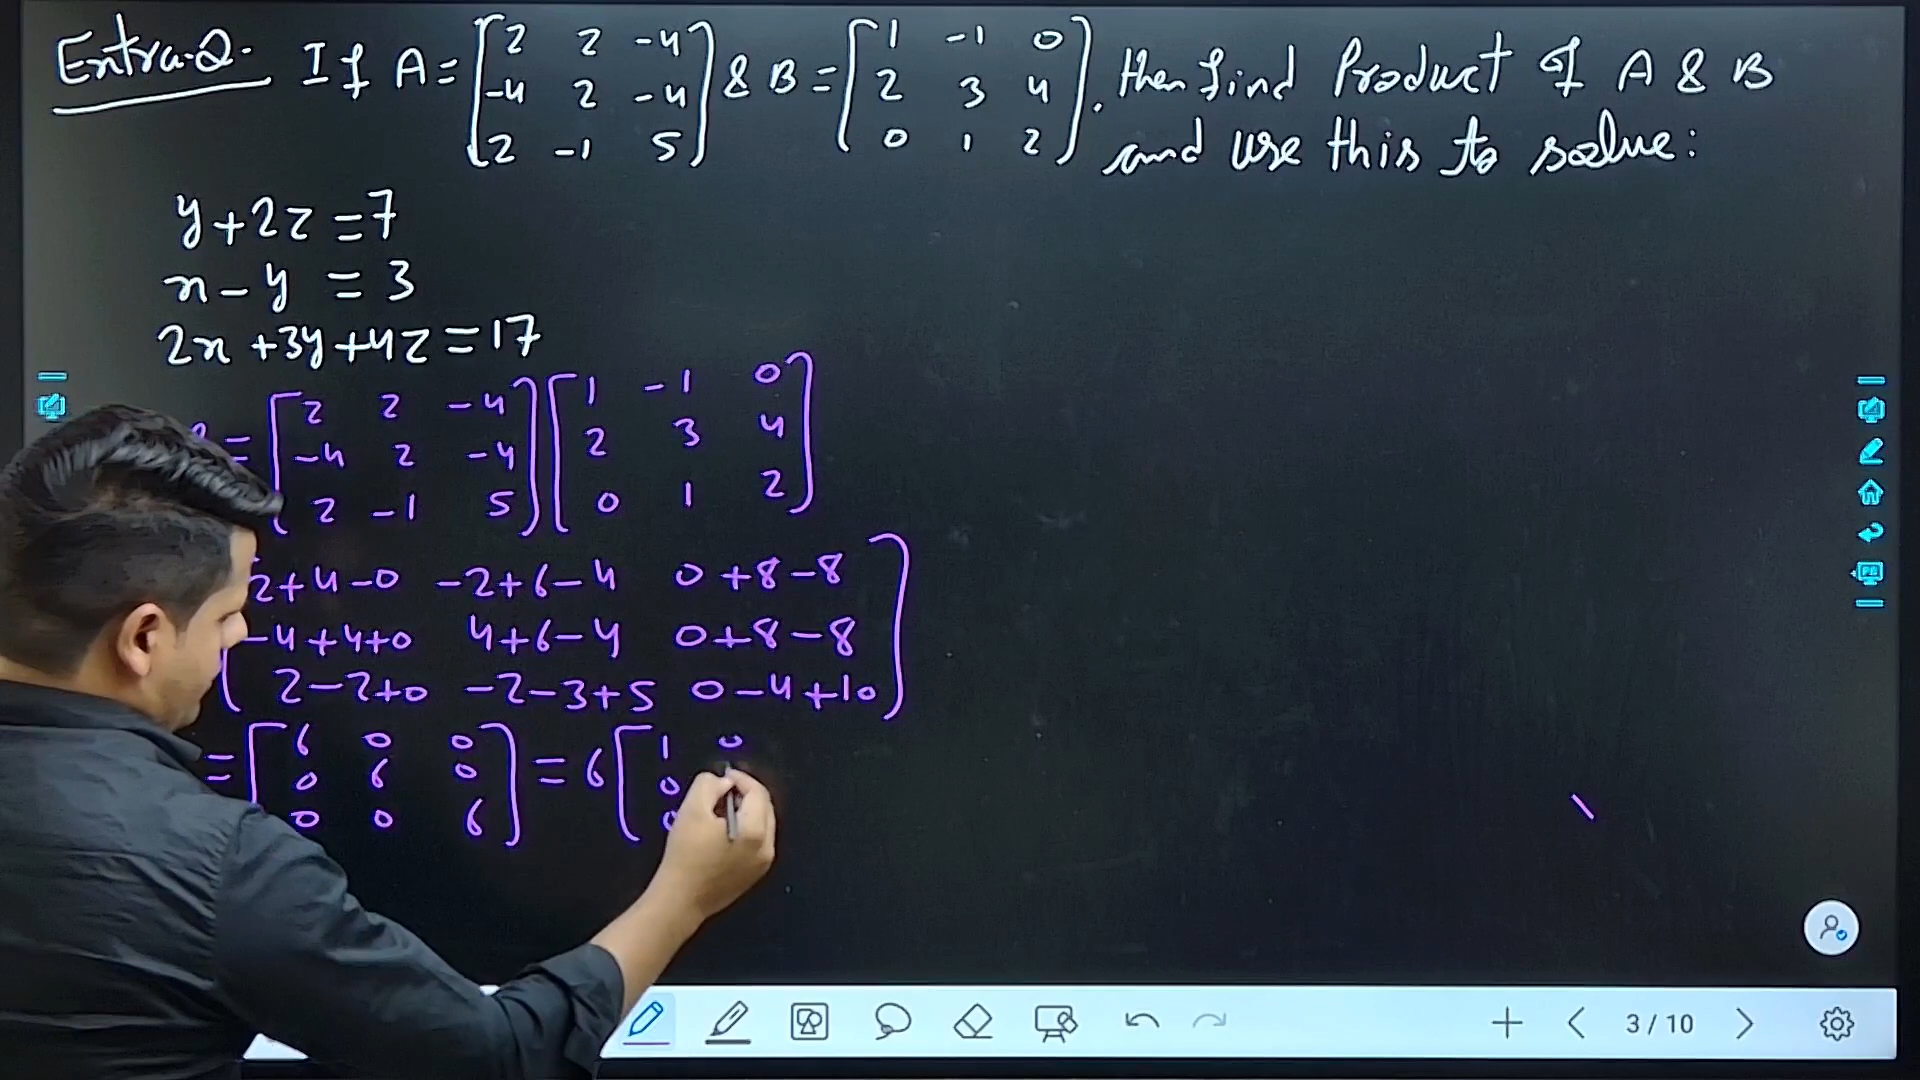 Extra.Q. If A = [2 2 -4 -4 2 -4 2 -1 5] & B = [1 -1 0 2 3 4 0 1 2]. then find Product of A & B
and use this to solve:
y+2z = 7
x - y = 3
2x +3y +4z = 17
= [2 2 -4 -4 2 -4 2 -1 5] [1 -1 0 2 3 4 0 1 2]
2+4-0 -2+6-4 0+8-8
-4+4+0 4+6-4 0+8-8
2-2+0 -2-3+5 0-4+10
= [6 0 0 0 6 0 0 0 6] = 6 [1 0 0 0
3 / 10